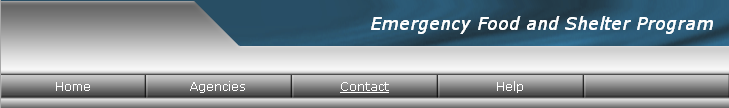 Emergency Food and Shelter Program
Home Agencies Contact Help